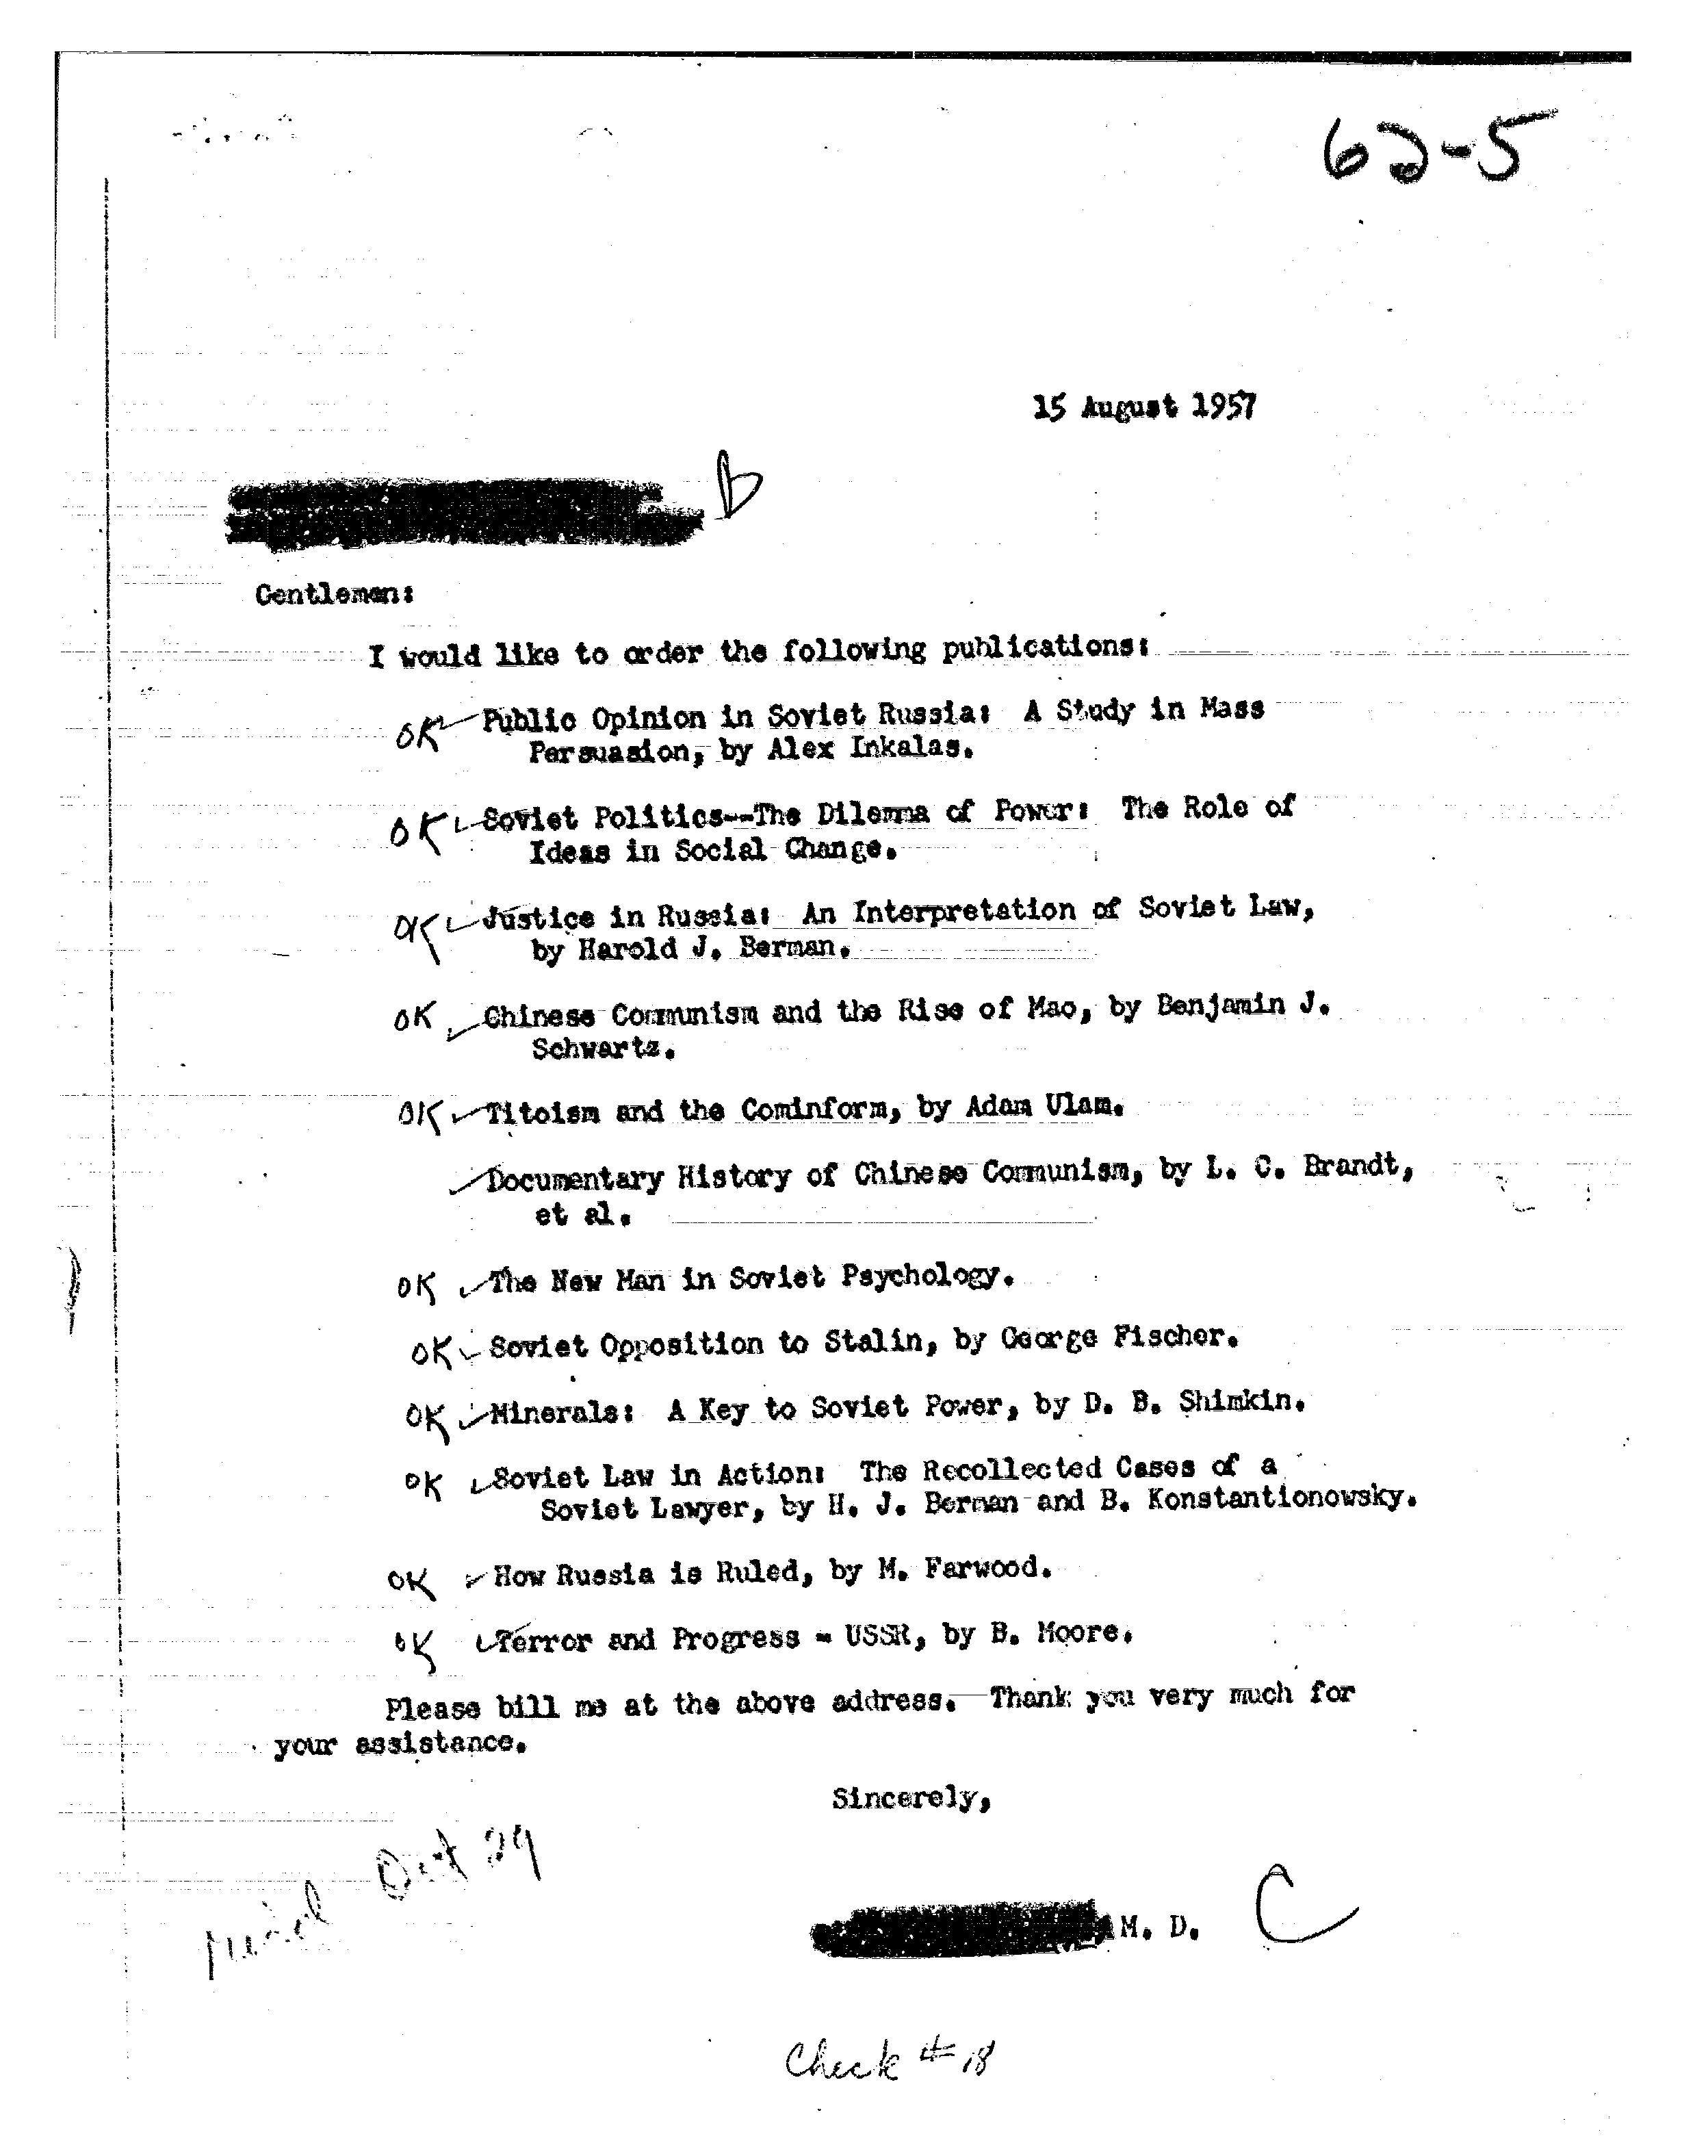 62-5
15 August 1957
B
Gentlemen:
I would like to order the following publications:
OK Public Opinion in Soviet Russia: A Study in Mass
Persuasion, by Alex Inkalas.
OK Soviet Politics--The Dilemma of Power: The Role of
Ideas in Social Change.
OK Justice in Russia: An Interpretation of Soviet Law,
by Harold J. Berman.
OK Chinese Communism and the Rise of Mao, by Benjamin J.
Schwartz.
OK Titoism and the Cominform, by Adam Ulam.
Documentary History of Chinese Communism, by L. C. Brandt,
et al.
OK The New Man in Soviet Psychology.
OK Soviet Opposition to Stalin, by George Fischer.
OK Minerals: A Key to Soviet Power, by D. B. Shimkin.
OK Soviet Law in Action: The Recollected Cases of a
Soviet Lawyer, by H. J. Berman and B. Konstantionowsky.
OK How Russia is Ruled, by M. Farwood.
OK Terror and Progress - USSR, by B. Moore.
Please bill me at the above address. Thank you very much for
your assistance.
Sincerely,
Oct 29
M. D. C
Check # 18